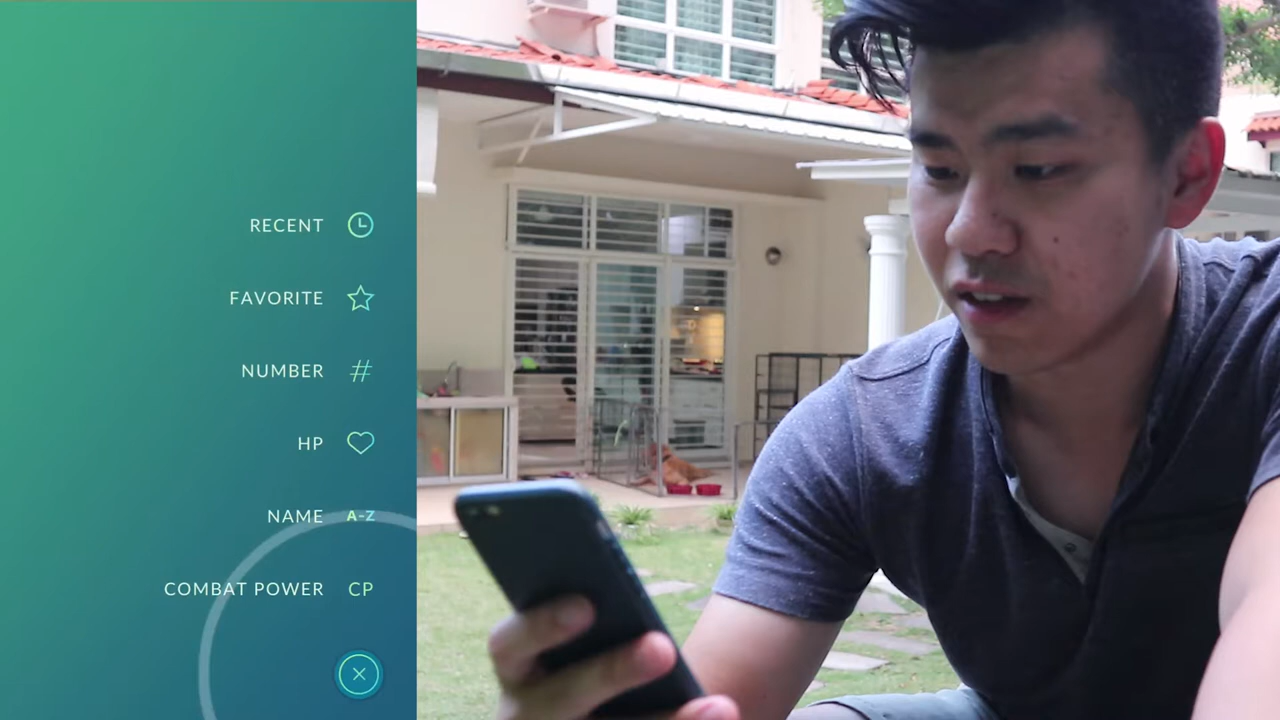 RECENT
FAVORITE
NUMBER #
HP
NAME A-Z
COMBAT POWER CP